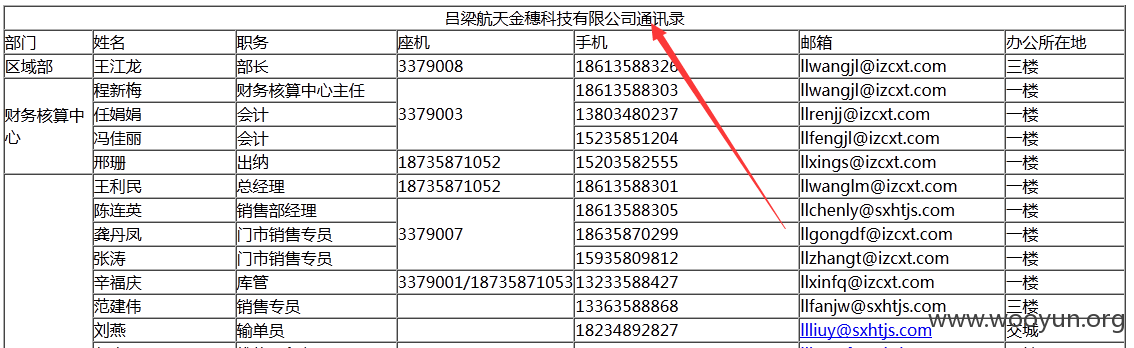 吕梁航天金穗科技有限公司通讯录
部门 姓名 职务 座机 手机 邮箱 办公所在地
区域部 王江龙 部长 3379008 18613588326 llwangjl@izcxt.com 三楼
财务核算中心 程新梅 财务核算中心主任 3379003 18613588303 llwangjl@izcxt.com 一楼
任娟娟 会计 13803480237 llrenjj@izcxt.com 一楼
冯佳丽 会计 15235851204 llfengjl@izcxt.com 一楼
邢珊 出纳 18735871052 15203582555 llxings@izcxt.com 一楼
王利民 总经理 18735871052 18613588301 llwanglm@izcxt.com 一楼
陈连英 销售部经理 3379007 18613588305 llchenly@sxhtjs.com 一楼
龚丹凤 门市销售专员 18635870299 llgongdf@izcxt.com 一楼
张涛 门市销售专员 15935809812 llzhangt@izcxt.com 一楼
辛福庆 库管 3379001/18735871053 13233588427 llxinfq@izcxt.com 一楼
范建伟 销售专员 13363588868 llfanjw@sxhtjs.com 三楼
刘燕 输单员 18234892827 llliuy@sxhtjs.com 交城
www.wooyun.org